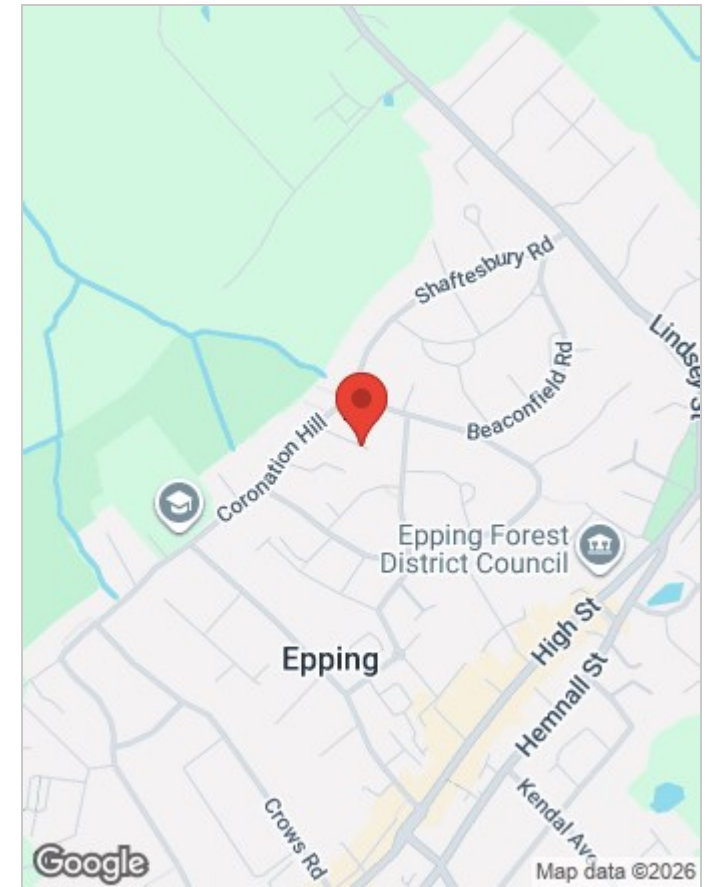 Shaftesbury Rd
Lindsey St
Beaconfield Rd
Coronation Hill
Epping Forest
District Council
High St
Epping
Hemnall St
Kendal Ave
Crows Rd
Google
Map data ©2026